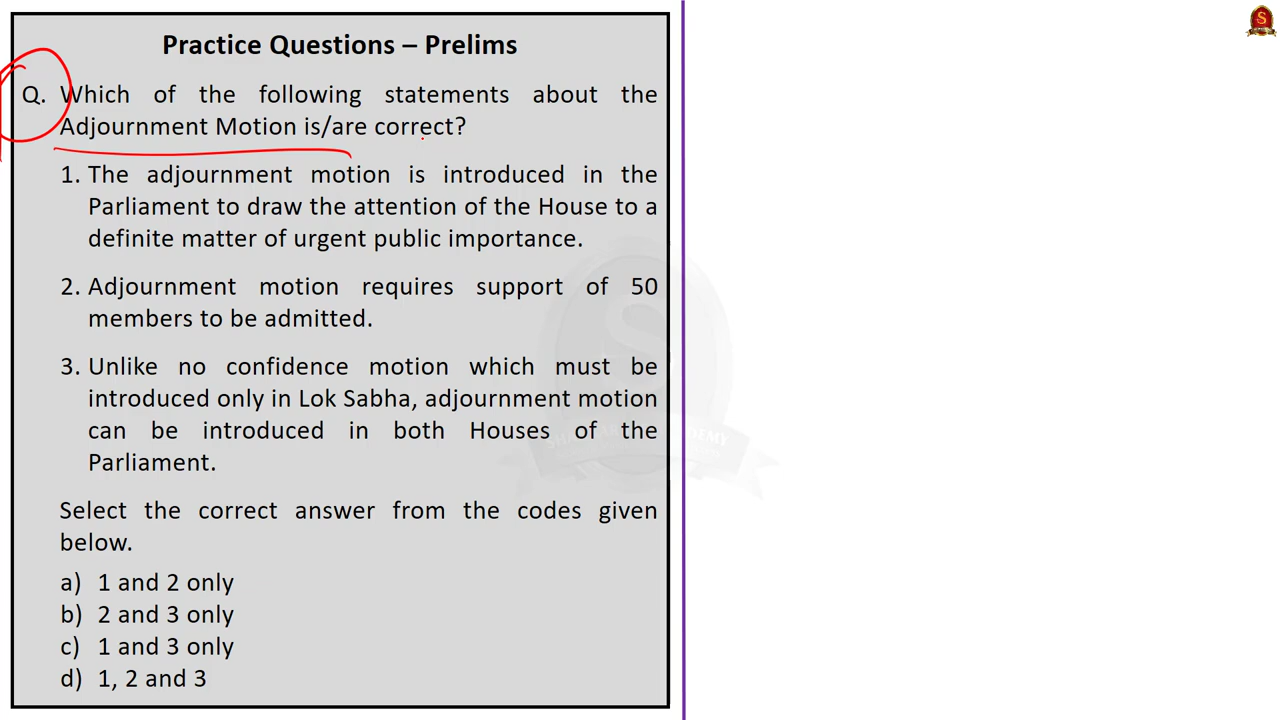 Practice Questions – Prelims
Q. Which of the following statements about the
Adjournment Motion is/are correct?
1. The adjournment motion is introduced in the
Parliament to draw the attention of the House to a
definite matter of urgent public importance.
2. Adjournment motion requires support of 50
members to be admitted.
3. Unlike no confidence motion which must be
introduced only in Lok Sabha, adjournment motion
can be introduced in both Houses of the
Parliament.
Select the correct answer from the codes given
below.
a) 1 and 2 only
b) 2 and 3 only
c) 1 and 3 only
d) 1, 2 and 3